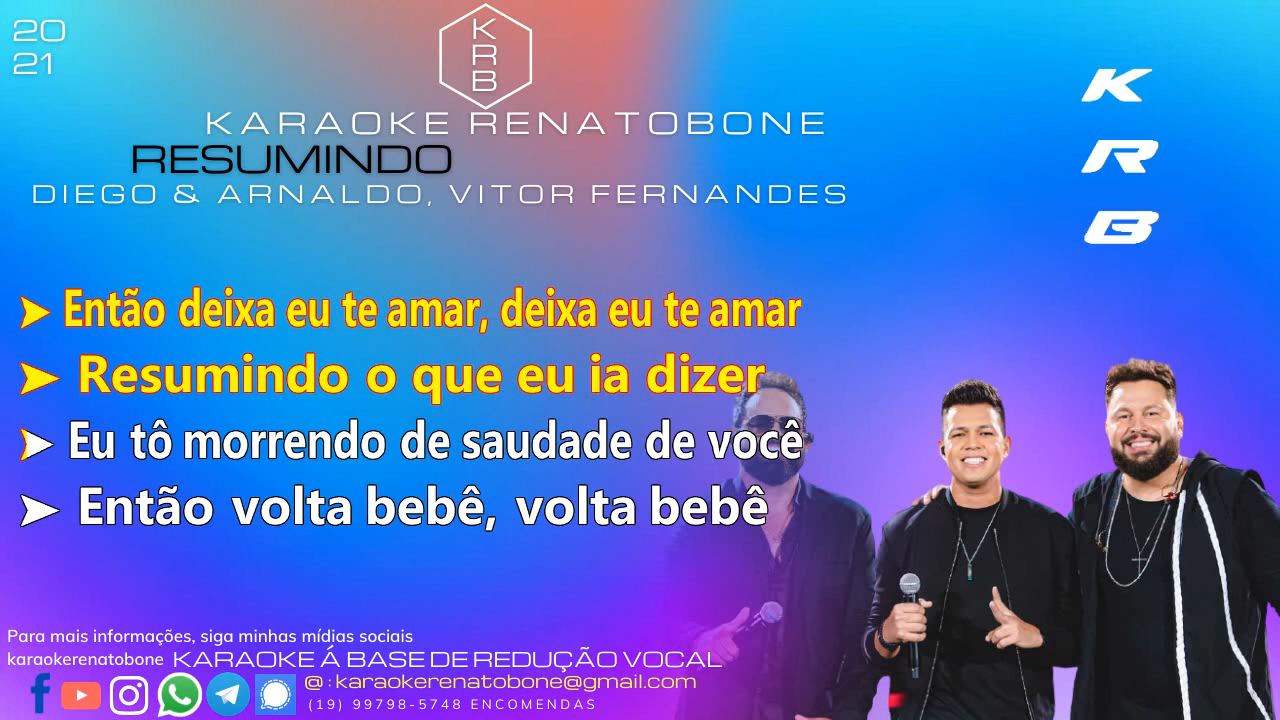 20
21
K
R
B
KARAOKE RENATOBONE
RESUMINDO
DIEGO & ARNALDO, VITOR FERNANDES
K
R
B
➤ Então deixa eu te amar, deixa eu te amar
➤ Resumindo o que eu ia dizer
➤ Eu tô morrendo de saudade de você
➤ Então volta bebê, volta bebê
Para mais informações, siga minhas mídias sociais
karaokerenatobone KARAOKE Á BASE DE REDUÇÃO VOCAL
@:karaokerenatobone@gmail.com
(19) 99798-5748 ENCOMENDAS